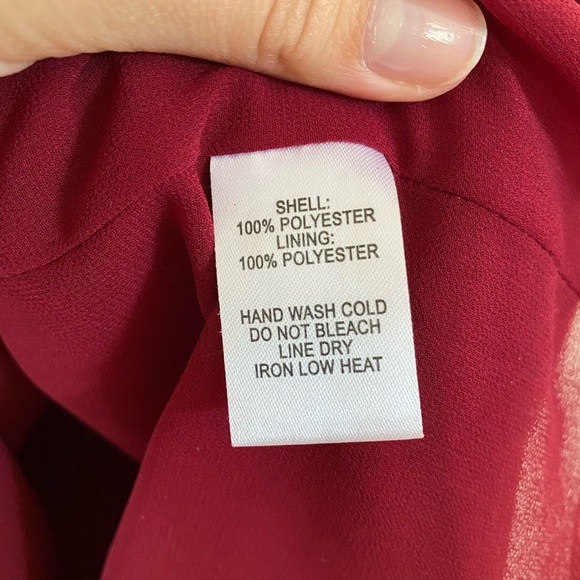 SHELL:
100% POLYESTER
LINING:
100% POLYESTER
HAND WASH COLD
DO NOT BLEACH
LINE DRY
IRON LOW HEAT